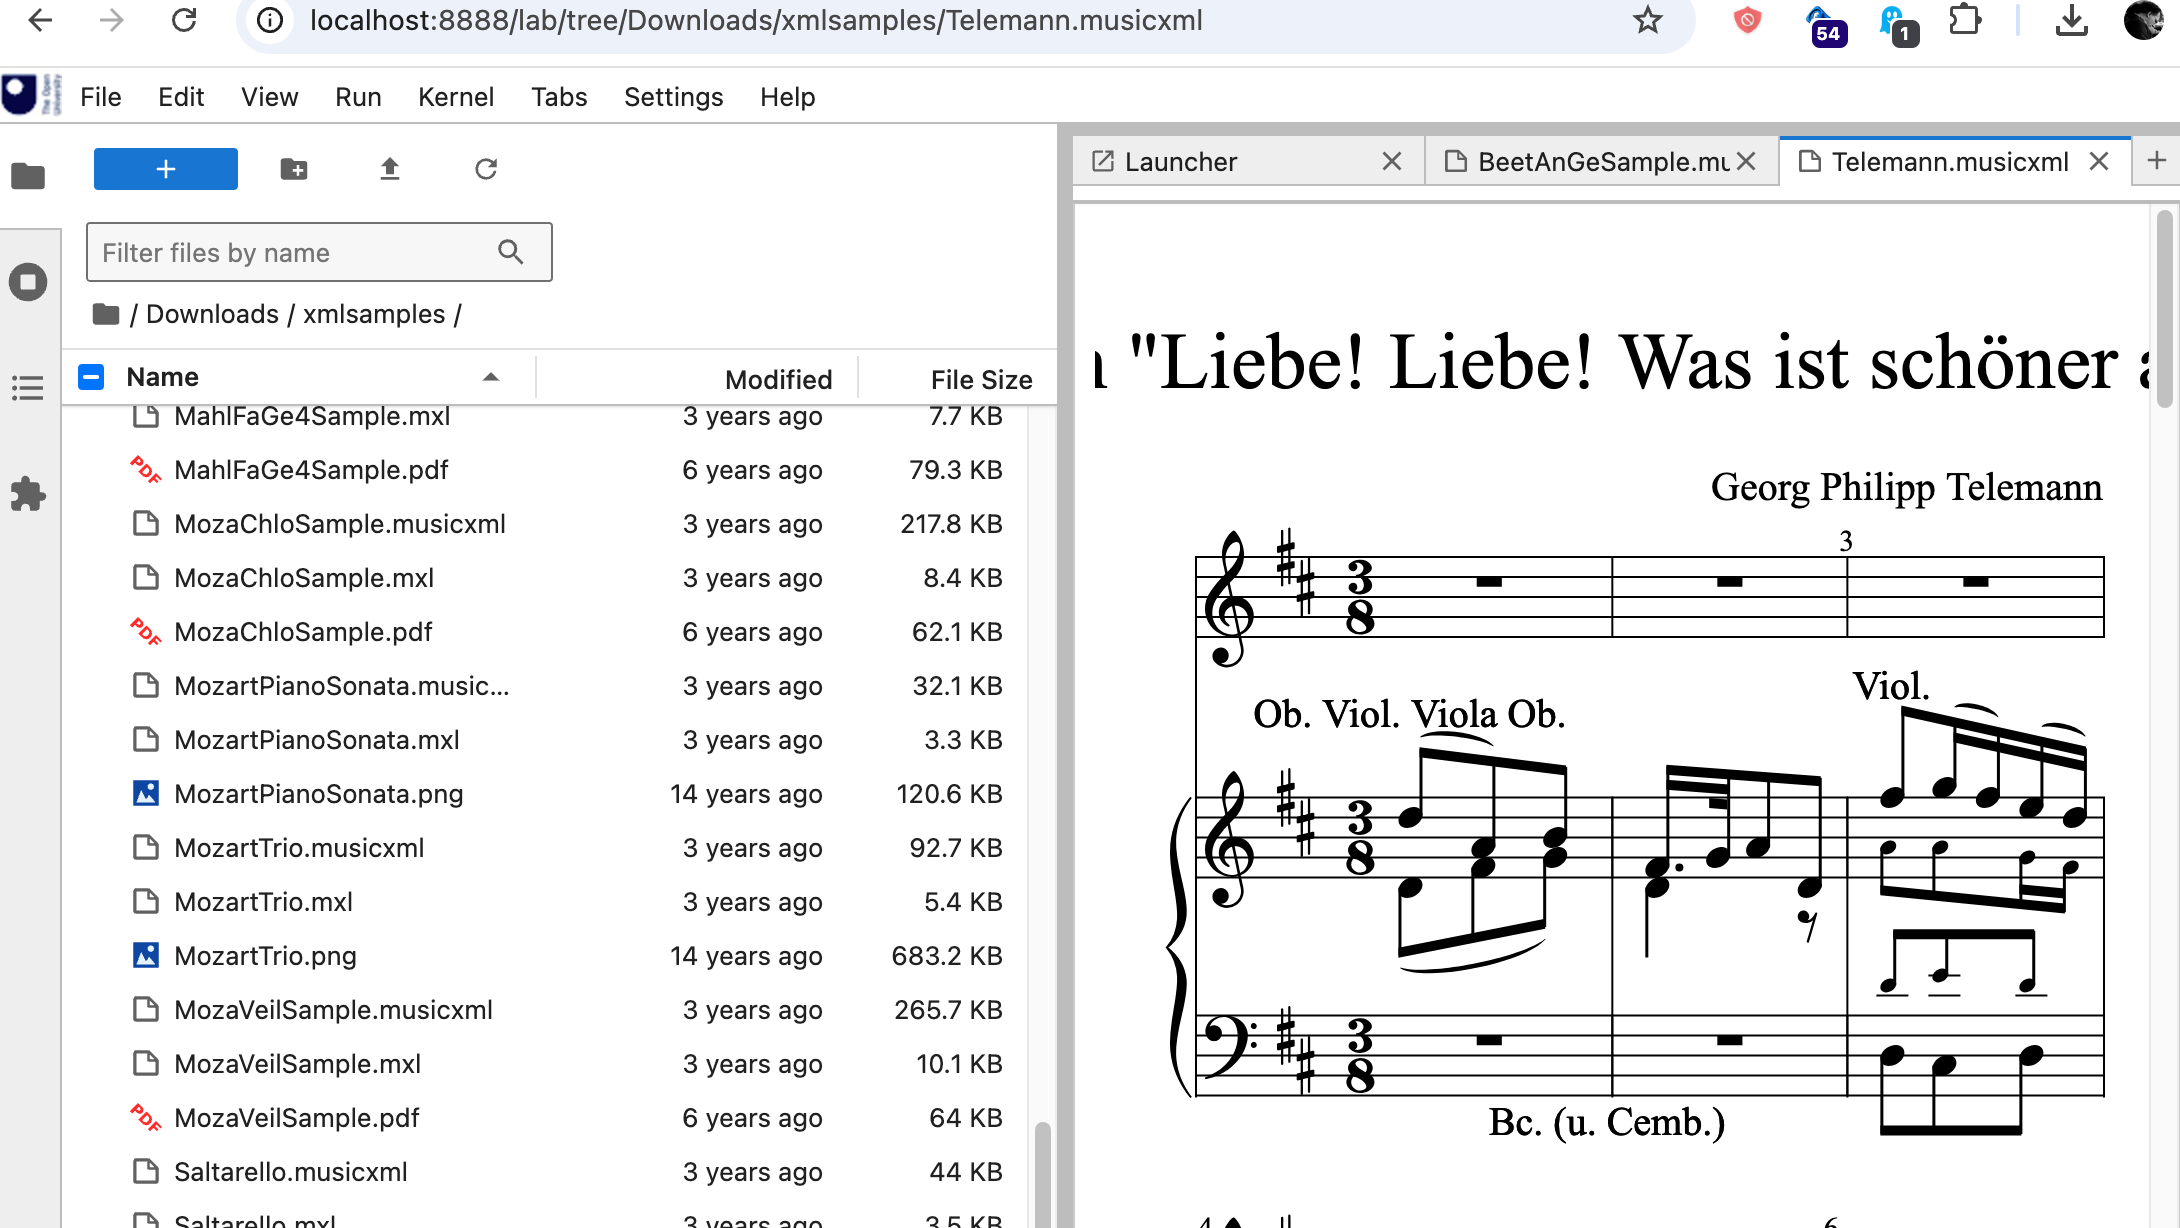 localhost:8888/lab/tree/Downloads/xmlsamples/Telemann.musicxml
54
1
The Open University
File Edit View Run Kernel Tabs Settings Help
Launcher
BeetAnGeSample.mu
Telemann.musicxml
Filter files by name
/ Downloads / xmlsamples /
Name Modified File Size
MahlFaGe4Sample.mxl 3 years ago 7.7 KB
MahlFaGe4Sample.pdf 6 years ago 79.3 KB
MozaChloSample.musicxml 3 years ago 217.8 KB
MozaChloSample.mxl 3 years ago 8.4 KB
MozaChloSample.pdf 6 years ago 62.1 KB
MozartPianoSonata.music... 3 years ago 32.1 KB
MozartPianoSonata.mxl 3 years ago 3.3 KB
MozartPianoSonata.png 14 years ago 120.6 KB
MozartTrio.musicxml 3 years ago 92.7 KB
MozartTrio.mxl 3 years ago 5.4 KB
MozartTrio.png 14 years ago 683.2 KB
MozaVeilSample.musicxml 3 years ago 265.7 KB
MozaVeilSample.mxl 3 years ago 10.1 KB
MozaVeilSample.pdf 6 years ago 64 KB
Saltarello.musicxml 3 years ago 44 KB
Saltarello.mxl 3 years ago 3.5 KB
"Liebe! Liebe! Was ist schöner
Georg Philipp Telemann
3
3 8
Viol.
Ob. Viol. Viola Ob.
3 8
3 8
Bc. (u. Cemb.)
4 6